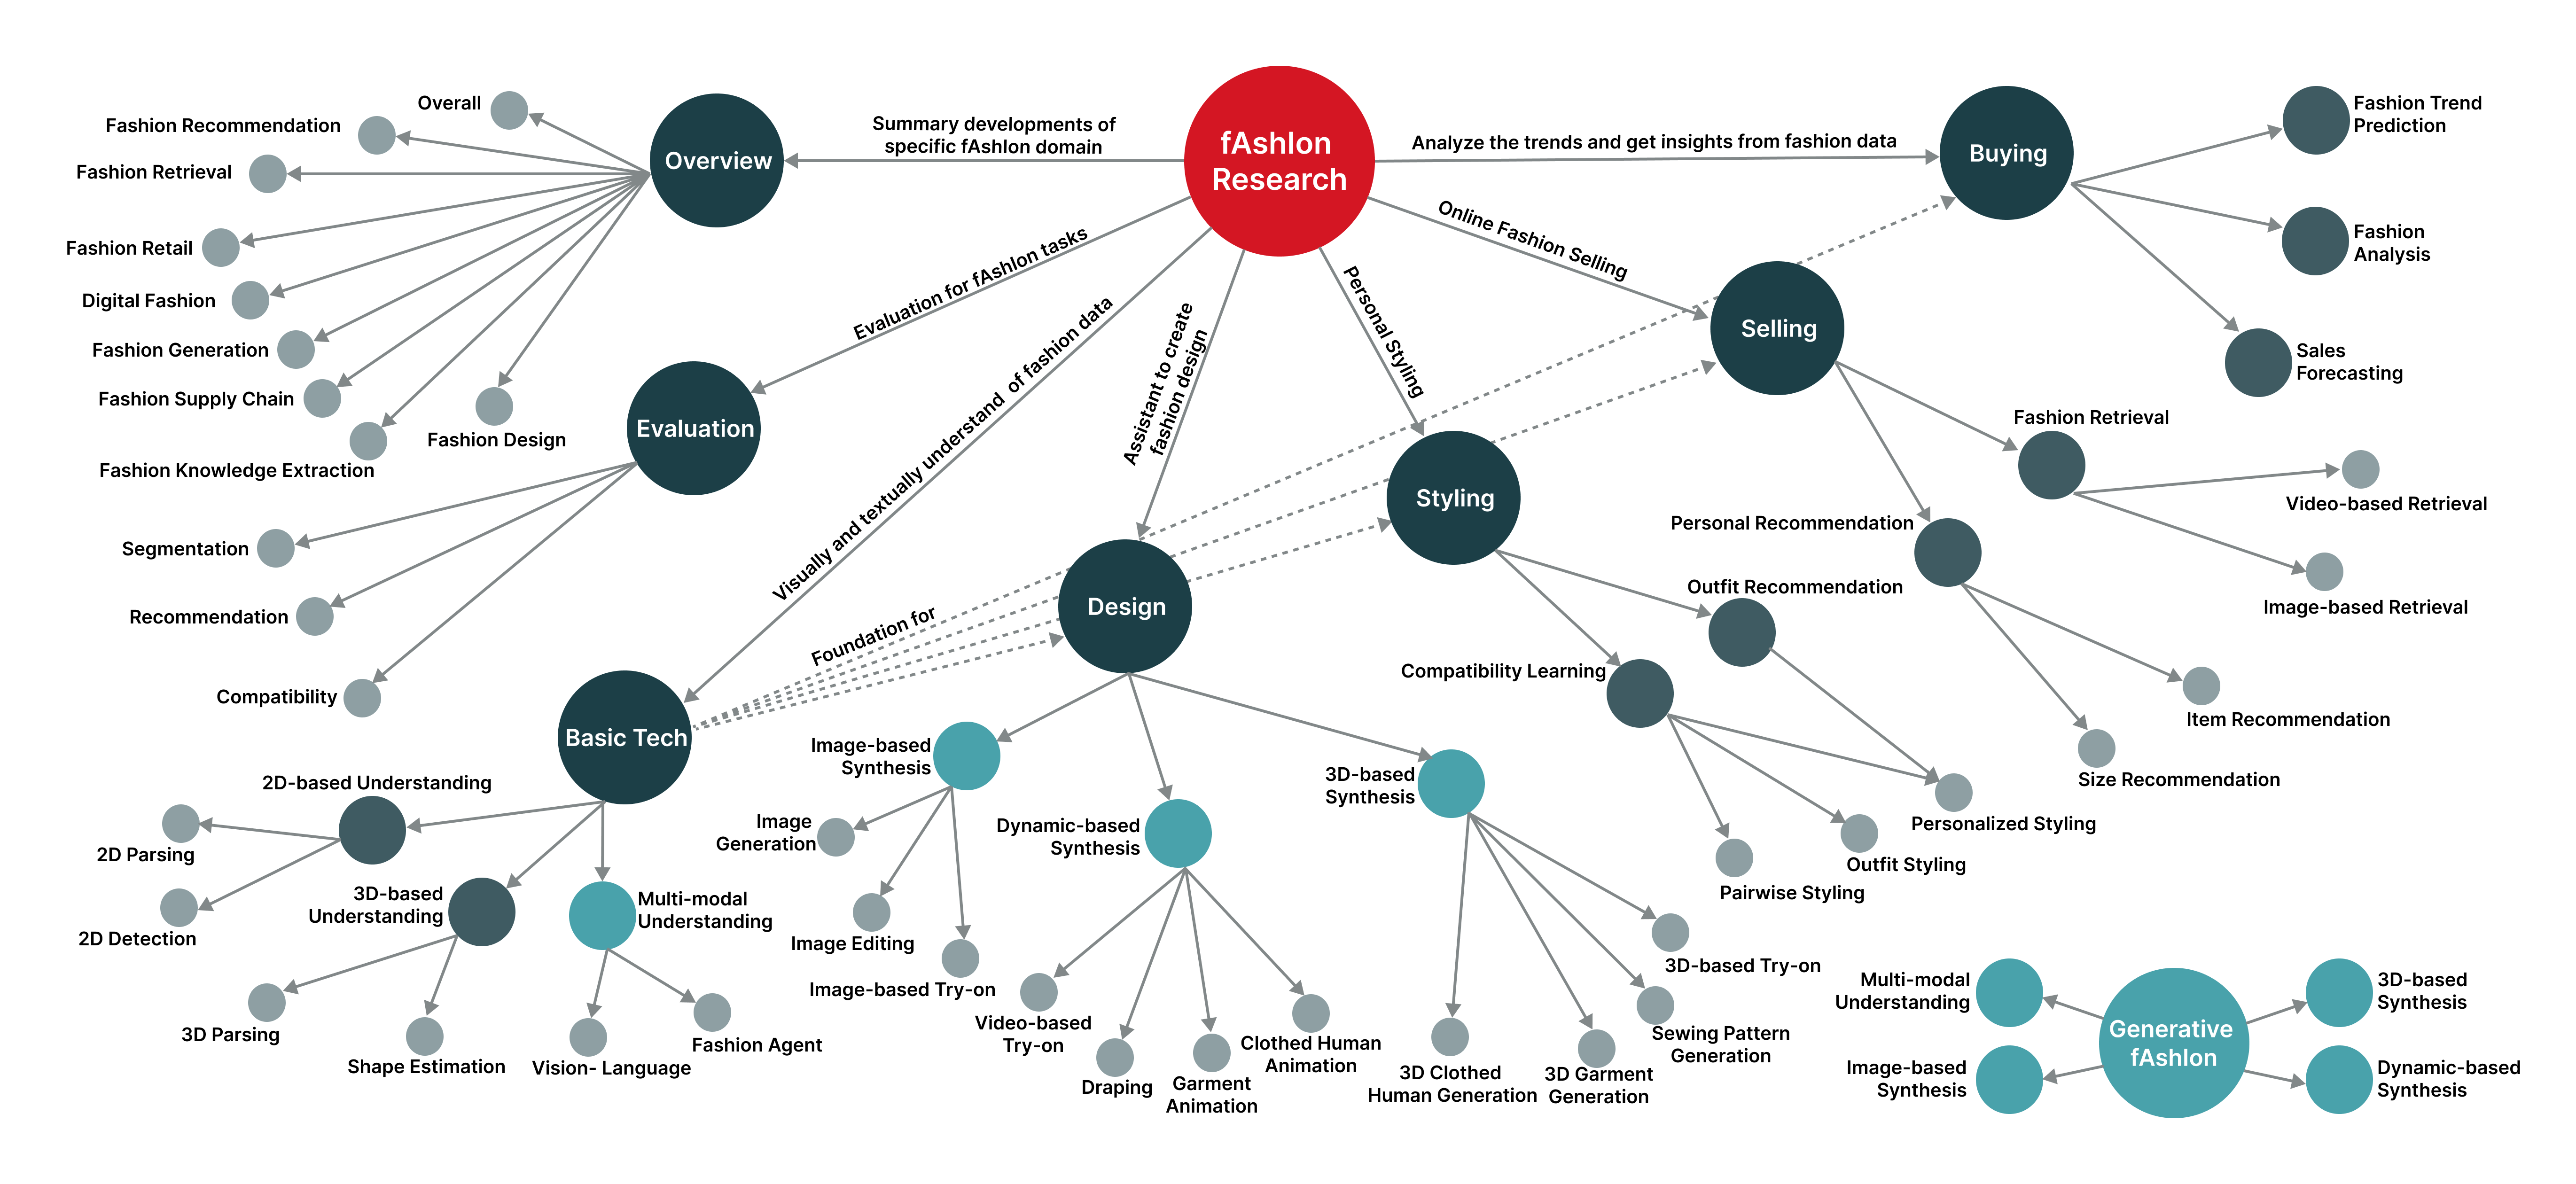 fAshIon
Research
Summary developments of
specific fAshIon domain
Overview
Overall
Fashion Recommendation
Fashion Retrieval
Fashion Retail
Digital Fashion
Fashion Generation
Fashion Supply Chain
Fashion Knowledge Extraction
Fashion Design
Evaluation for fAshIon tasks
Evaluation
Segmentation
Recommendation
Compatibility
Visually and textually understand of fashion data
Basic Tech
Foundation for
2D-based Understanding
2D Parsing
2D Detection
3D-based
Understanding
3D Parsing
Shape Estimation
Multi-modal
Understanding
Vision- Language
Fashion Agent
Assistant to create
fashion design
Design
Image-based
Synthesis
Image
Generation
Image Editing
Image-based Try-on
Dynamic-based
Synthesis
Video-based
Try-on
Draping
Garment
Animation
Clothed Human
Animation
3D-based
Synthesis
3D Clothed
Human Generation
3D Garment
Generation
Sewing Pattern
Generation
3D-based Try-on
Personal Styling
Styling
Outfit Recommendation
Compatibility Learning
Personalized Styling
Outfit Styling
Pairwise Styling
Online Fashion Selling
Selling
Fashion Retrieval
Video-based Retrieval
Image-based Retrieval
Personal Recommendation
Item Recommendation
Size Recommendation
Analyze the trends and get insights from fashion data
Buying
Fashion Trend
Prediction
Fashion
Analysis
Sales
Forecasting
Generative
fAshIon
Multi-modal
Understanding
Image-based
Synthesis
3D-based
Synthesis
Dynamic-based
Synthesis